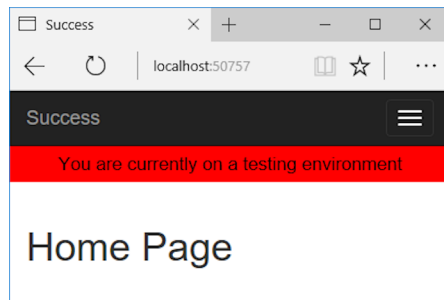 Success
localhost:50757
Success
You are currently on a testing environment
Home Page